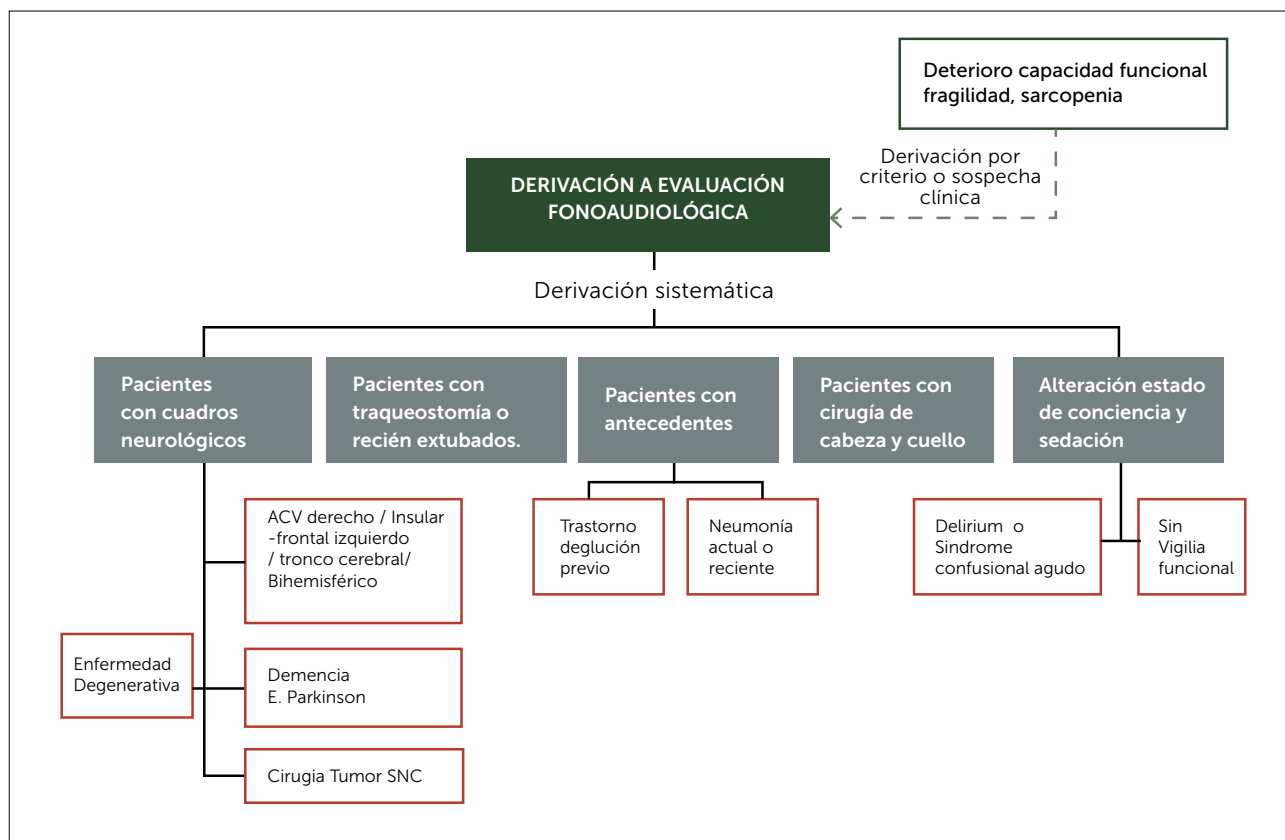 Deterioro capacidad funcional
fragilidad, sarcopenia
Derivación por
criterio o sospecha
clínica
DERIVACIÓN A EVALUACIÓN
FONOAUDIOLÓGICA
Derivación sistemática
Pacientes
con cuadros
neurológicos
Pacientes con
traqueostomía o
recién extubados.
Pacientes con
antecedentes
Pacientes con
cirugía de
cabeza y cuello
Alteración estado
de conciencia y
sedación
ACV derecho / Insular
-frontal izquierdo
/ tronco cerebral/
Bihemisférico
Enfermedad
Degenerativa
Demencia
E. Parkinson
Cirugia Tumor SNC
Trastorno
deglución
previo
Neumonía
actual o
reciente
Delirium o
Sindrome
confusional agudo
Sin
Vigilia
funcional